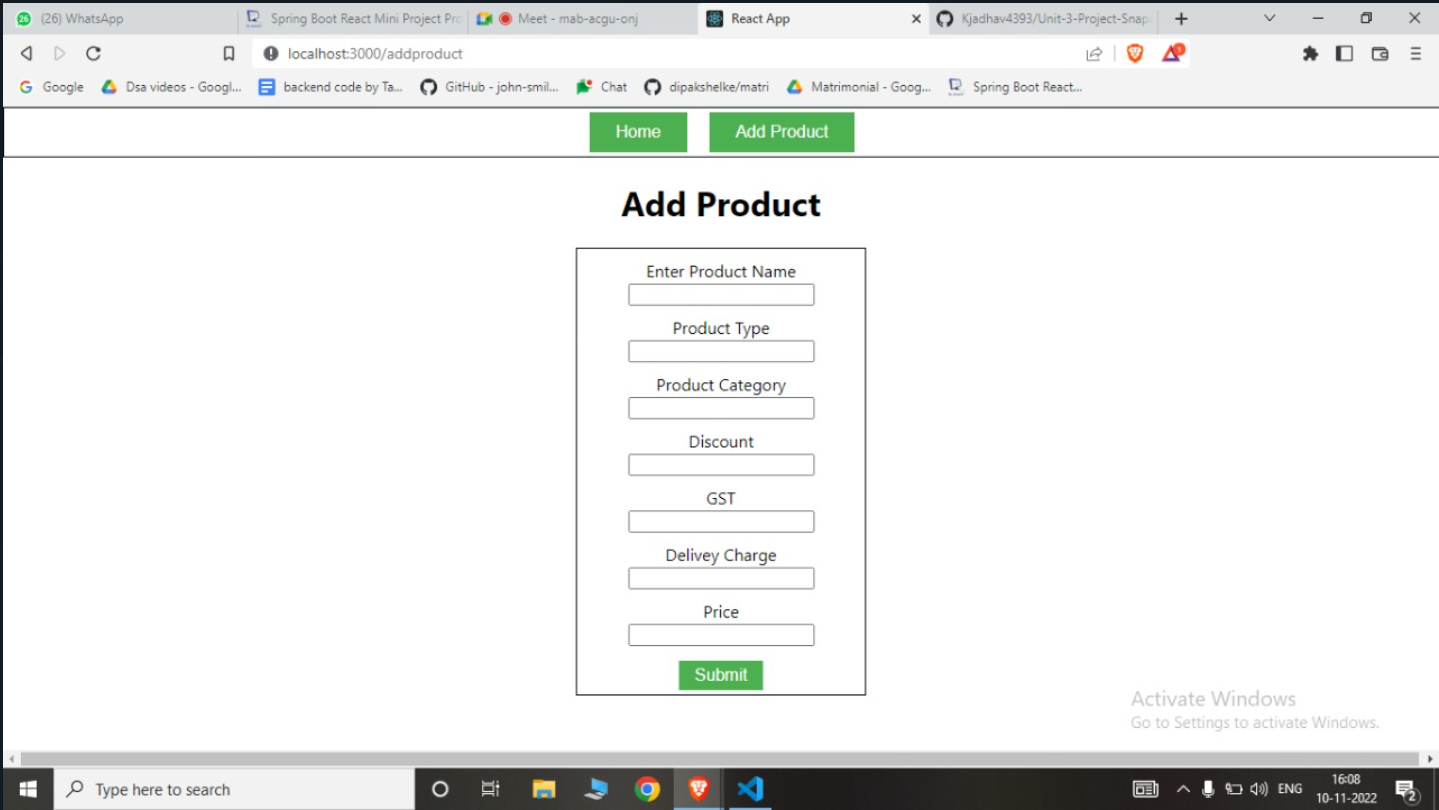 (26) WhatsApp
Spring Boot React Mini Project Pro
Meet - mab-acgu-onj
React App
Kjadhav4393/Unit-3-Project-Snap
localhost:3000/addproduct
Google
Dsa videos - Googl...
backend code by Ta...
GitHub - john-smil...
Chat
dipakshelke/matri
Matrimonial - Goog...
Spring Boot React...
Home
Add Product
Add Product
Enter Product Name
Product Type
Product Category
Discount
GST
Delivey Charge
Price
Submit
Activate Windows
Go to Settings to activate Windows.
Type here to search
ENG
16:08
10-11-2022
2